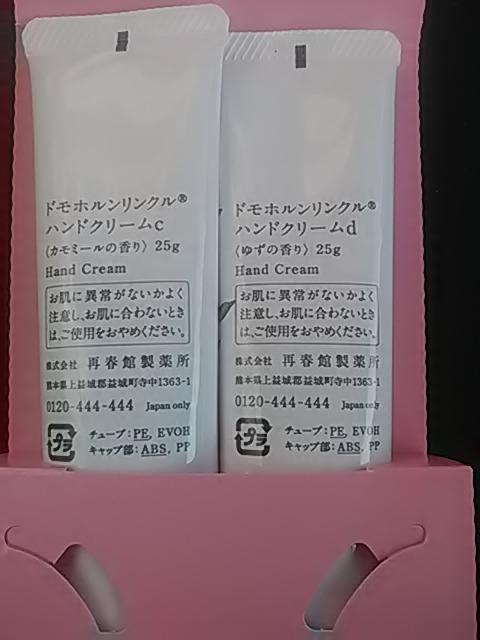 ドモホルンリンクル®
ハンドクリームc
〈カモミールの香り〉 25g
Hand Cream
お肌に異常がないかよく
注意し、お肌に合わないとき
は、ご使用をおやめください。
株式会社 再春館製薬所
熊本県上益城郡益城町寺中1363-1
0120-444-444 Japan only
プラ
チューブ:PE, EVOH
キャップ部:ABS, PP
ドモホルンリンクル®
ハンドクリームd
〈ゆずの香り〉 25g
Hand Cream
お肌に異常がないかよく
注意し、お肌に合わないとき
は、ご使用をおやめください。
株式会社 再春館製薬所
熊本県上益城郡益城町寺中1363-1
0120-444-444 Japan only
プラ
チューブ:PE, EVOH
キャップ部:ABS, PP